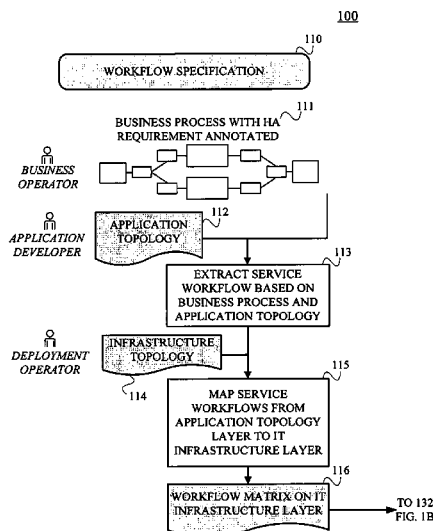 100
110
WORKFLOW SPECIFICATION
111
BUSINESS PROCESS WITH HA
REQUIREMENT ANNOTATED
BUSINESS
OPERATOR
112
APPLICATION
TOPOLOGY
APPLICATION
DEVELOPER
113
EXTRACT SERVICE
WORKFLOW BASED ON
BUSINESS PROCESS AND
APPLICATION TOPOLOGY
INFRASTRUCTURE
TOPOLOGY
DEPLOYMENT
OPERATOR
114
115
MAP SERVICE
WORKFLOWS FROM
APPLICATION TOPOLOGY
LAYER TO IT
INFRASTRUCTURE LAYER
116
WORKFLOW MATRIX ON IT
INFRASTRUCTURE LAYER
TO 132
FIG. 1B